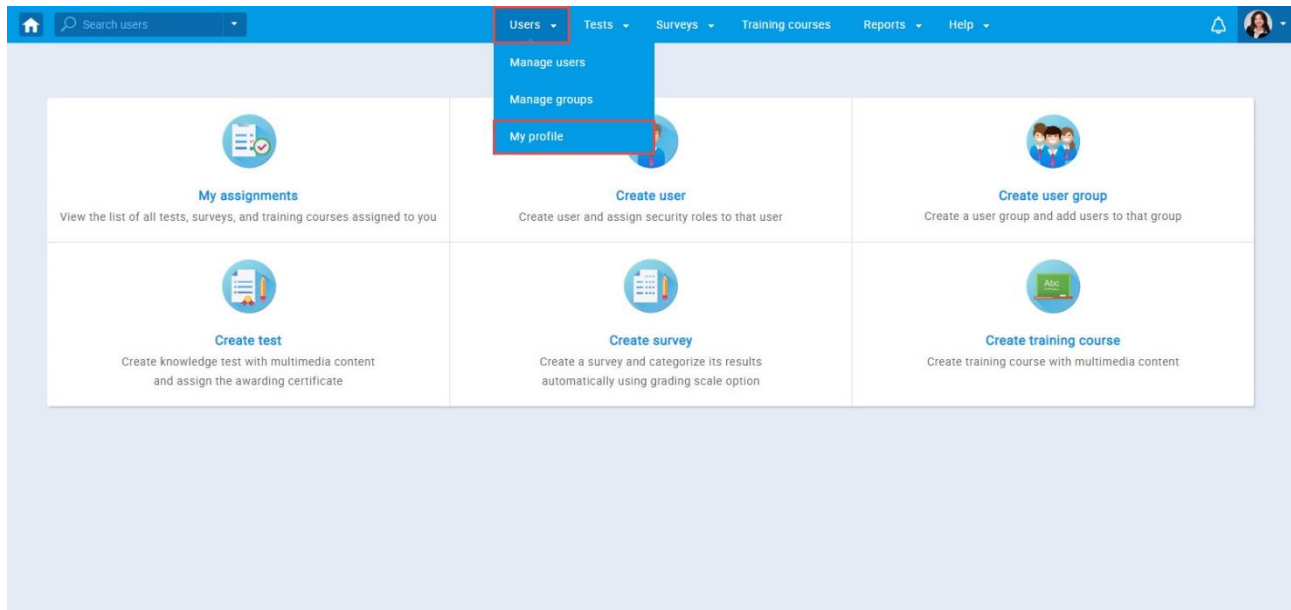 Search users
Users
Tests
Surveys
Training courses
Reports
Help
Manage users
Manage groups
My profile
My assignments
View the list of all tests, surveys, and training courses assigned to you
Create user
Create user and assign security roles to that user
Create user group
Create a user group and add users to that group
Create test
Create knowledge test with multimedia content
and assign the awarding certificate
Create survey
Create a survey and categorize its results
automatically using grading scale option
Abc
Create training course
Create training course with multimedia content